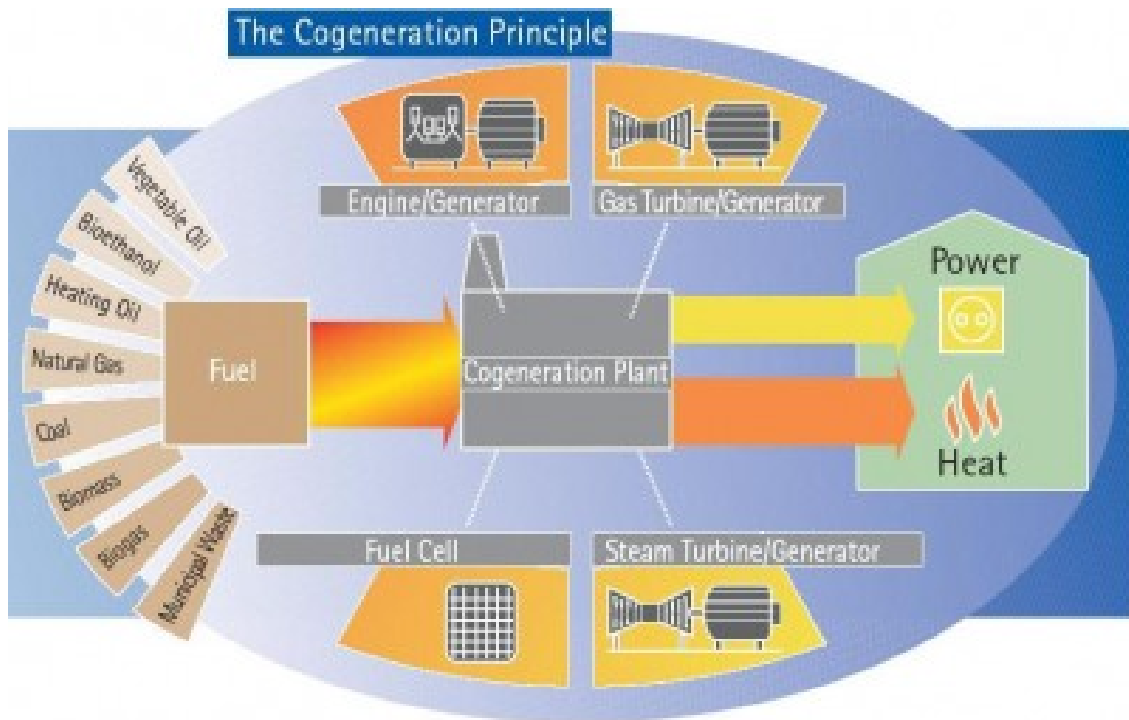 The Cogeneration Principle
Engine/Generator
Gas Turbine/Generator
Vegetable Oil
Bioethanol
Heating Oil
Natural Gas
Coal
Biomass
Biogas
Municipal Waste
Fuel
Cogeneration Plant
Power
Heat
Fuel Cell
Steam Turbine/Generator